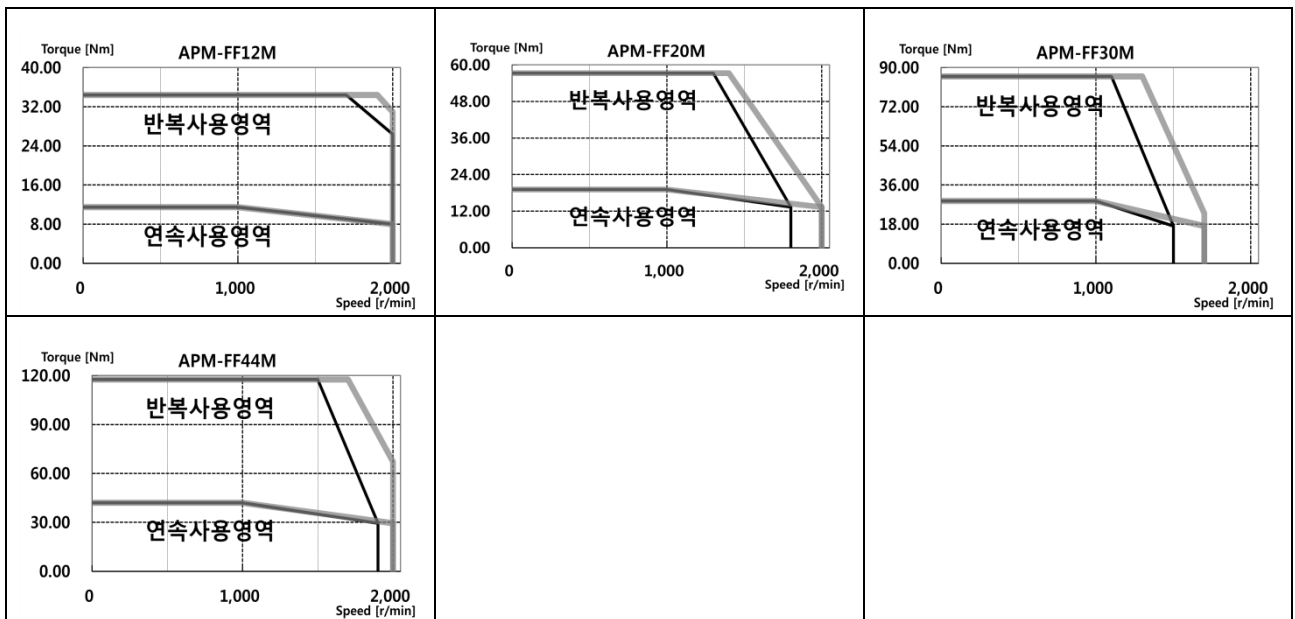 Torque [Nm]
APM-FF12M
40.00
32.00
24.00
16.00
8.00
0.00
반복사용영역
연속사용영역
0
1,000
2,000
Speed [r/min]
Torque [Nm]
APM-FF20M
60.00
48.00
36.00
24.00
12.00
0.00
반복사용영역
연속사용영역
0
1,000
2,000
Speed [r/min]
Torque [Nm]
APM-FF30M
90.00
72.00
54.00
36.00
18.00
0.00
반복사용영역
연속사용영역
0
1,000
2,000
Speed [r/min]
Torque [Nm]
APM-FF44M
120.00
90.00
60.00
30.00
0.00
반복사용영역
연속사용영역
0
1,000
2,000
Speed [r/min]